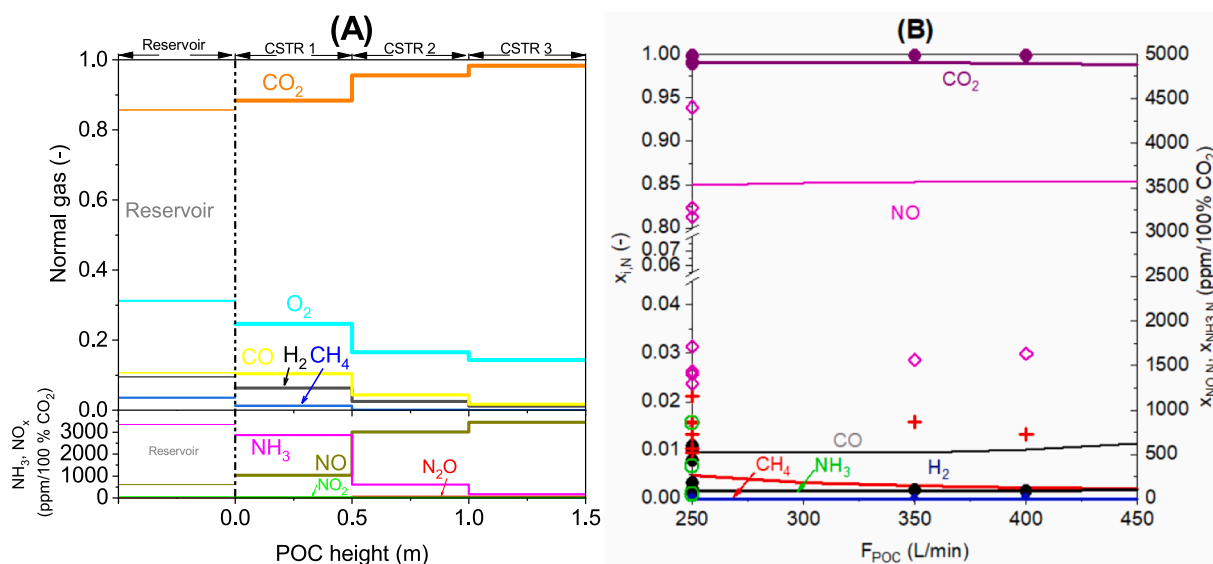 (A)
Reservoir CSTR 1 CSTR 2 CSTR 3
1.0
0.8
0.6
0.4
0.2
0.0
Normal gas (-)
CO2
Reservoir
O2
CO H2 CH4
3000
2000
1000
0
NH3, NOx
(ppm/100 % CO2)
Reservoir
NH3
NO
N2O
NO2
0.0 0.5 1.0 1.5
POC height (m)
(B)
1.00
0.95
0.90
0.85
0.80
0.07
0.06
0.04
0.03
0.02
0.01
0.00
xi,N (-)
CO2
NO
CO
CH4
NH3
H2
5000
4500
4000
3500
3000
2500
2000
1500
1000
500
0
xNO,N, xNH3,N (ppm/100% CO2)
250 300 350 400 450
FPOC (L/min)